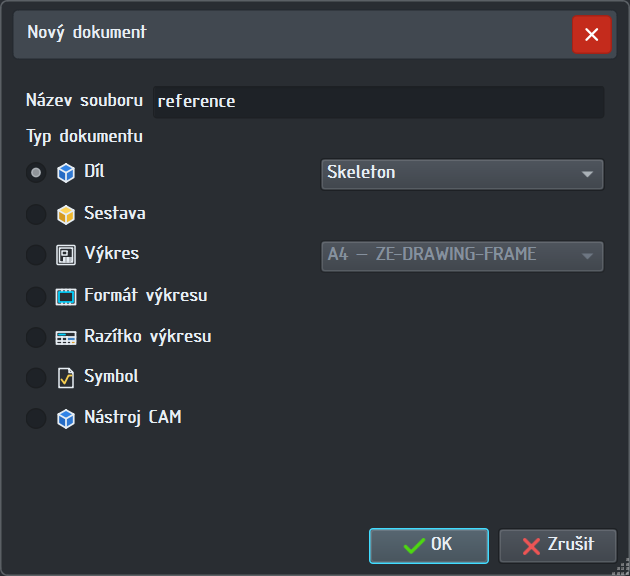 Nový dokument
Název souboru reference
Typ dokumentu
Díl Skeleton
Sestava
Výkres A4 – ZE-DRAWING-FRAME
Formát výkresu
Razítko výkresu
Symbol
Nástroj CAM
OK Zrušit